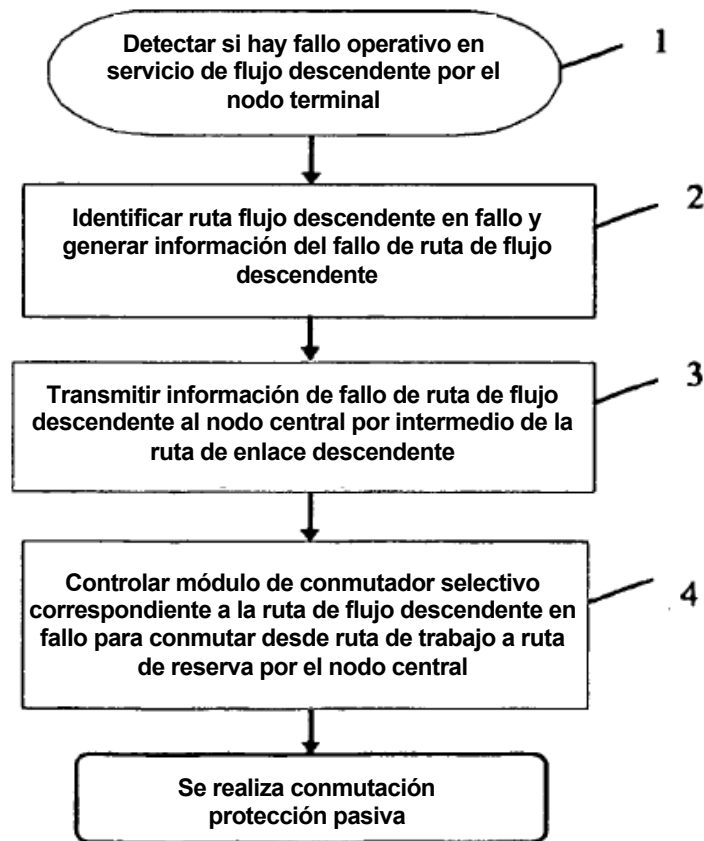 Detectar si hay fallo operativo en
servicio de flujo descendente por el
nodo terminal
1
Identificar ruta flujo descendente en fallo y
generar información del fallo de ruta de flujo
descendente
2
Transmitir información de fallo de ruta de flujo
descendente al nodo central por intermedio de la
ruta de enlace descendente
3
Controlar módulo de conmutador selectivo
correspondiente a la ruta de flujo descendente en
fallo para conmutar desde ruta de trabajo a ruta
de reserva por el nodo central
4
Se realiza conmutación
protección pasiva